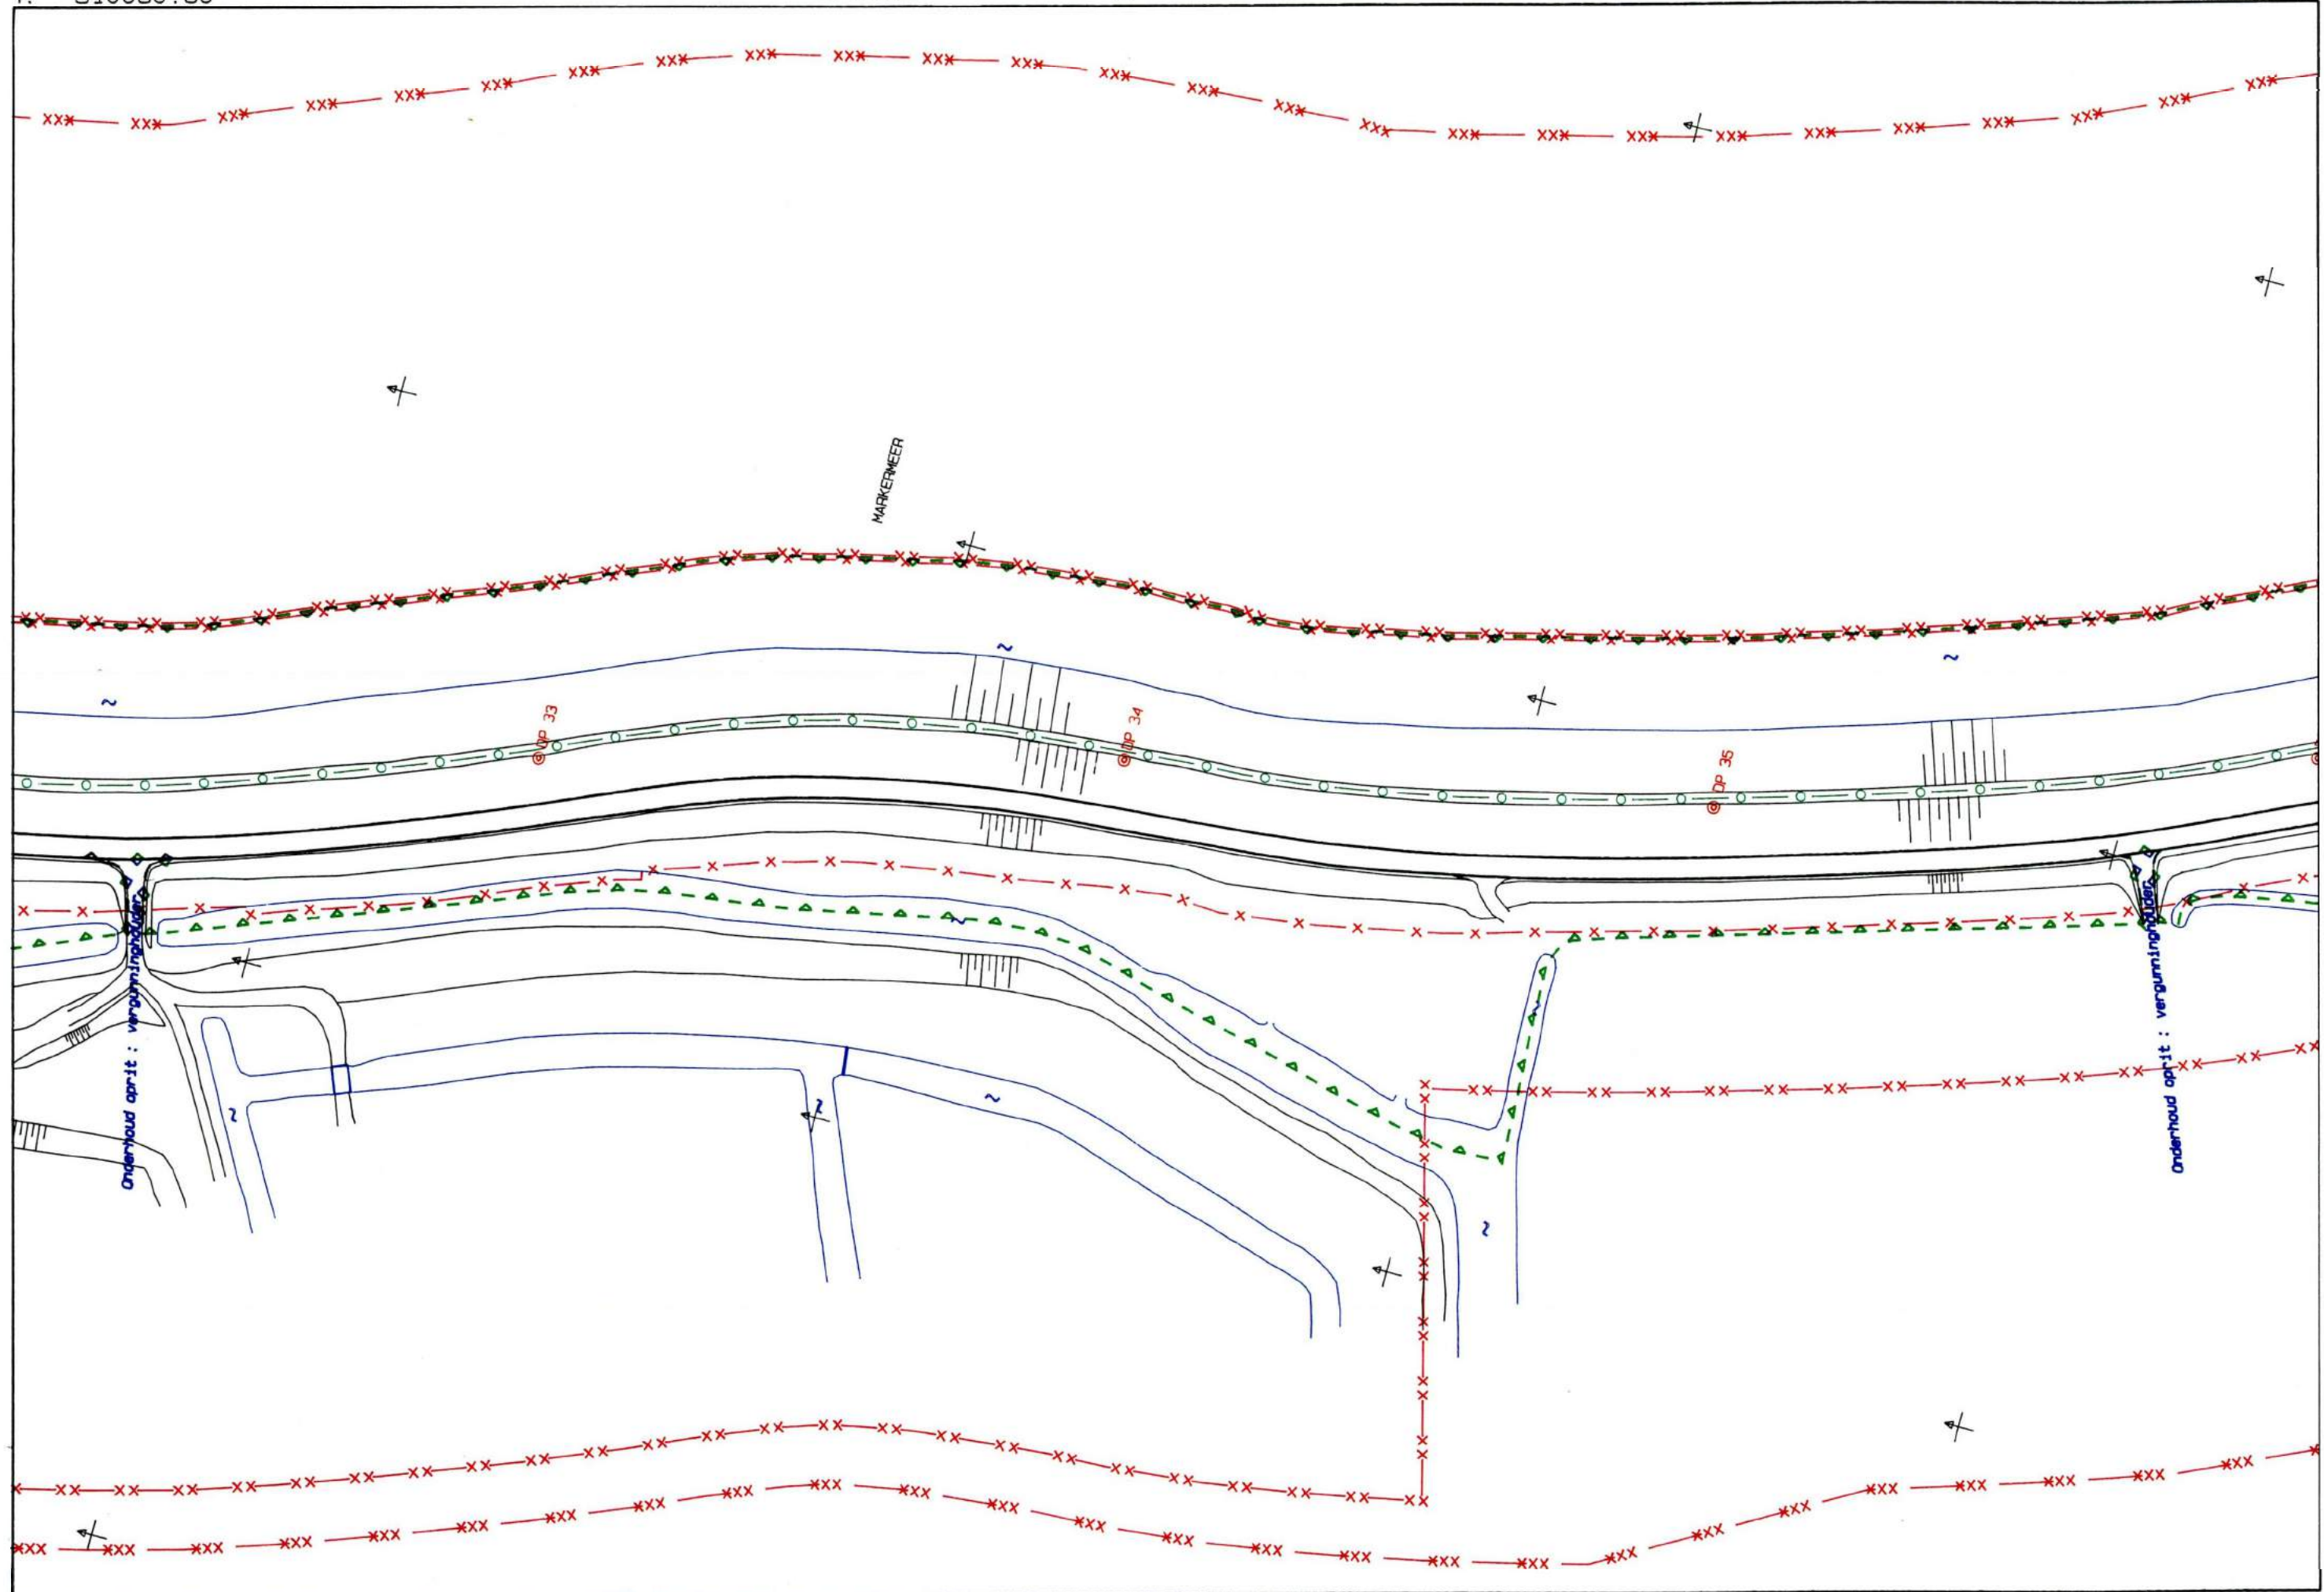 MARKERMEER
DP 33
DP 34
DP 35
Onderhoud oprit : vergunninghouder
Onderhoud oprit : vergunninghouder